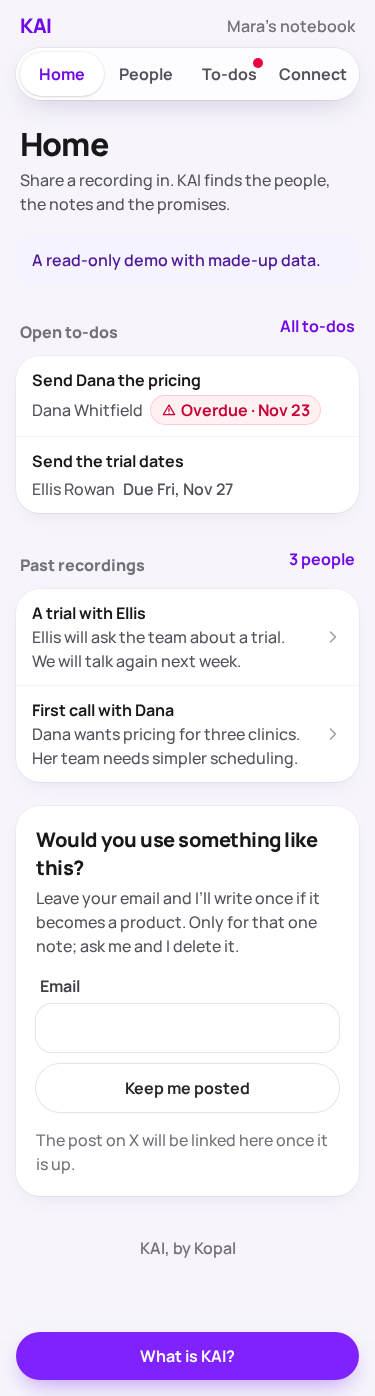 KAI
Mara's notebook
Home
People
To-dos
Connect
Home
Share a recording in. KAI finds the people,
the notes and the promises.
A read-only demo with made-up data.
Open to-dos
All to-dos
Send Dana the pricing
Dana Whitfield
Overdue · Nov 23
Send the trial dates
Ellis Rowan
Due Fri, Nov 27
Past recordings
3 people
A trial with Ellis
Ellis will ask the team about a trial.
We will talk again next week.
First call with Dana
Dana wants pricing for three clinics.
Her team needs simpler scheduling.
Would you use something like
this?
Leave your email and I'll write once if it
becomes a product. Only for that one
note; ask me and I delete it.
Email
Keep me posted
The post on X will be linked here once it
is up.
KAI, by Kopal
What is KAI?